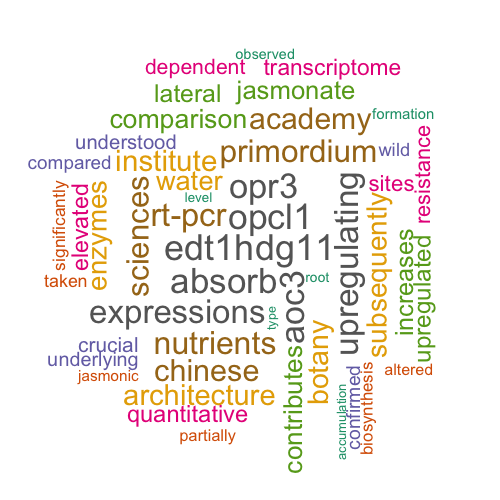 observed
dependent transcriptome
lateral jasmonate
comparison academy formation
understood primordium wild
compared institute
water opr3 sites resistance
level
significantly elevated enzymes sciences rt-pcr opcl1 upregulating subsequently
taken edt1hdg11
absorb aoc3 root increases upregulated
expressions type
crucial nutrients
underlying
jasmonic chinese contributes botany confirmed biosynthesis altered
architecture accumulation
quantitative
partially